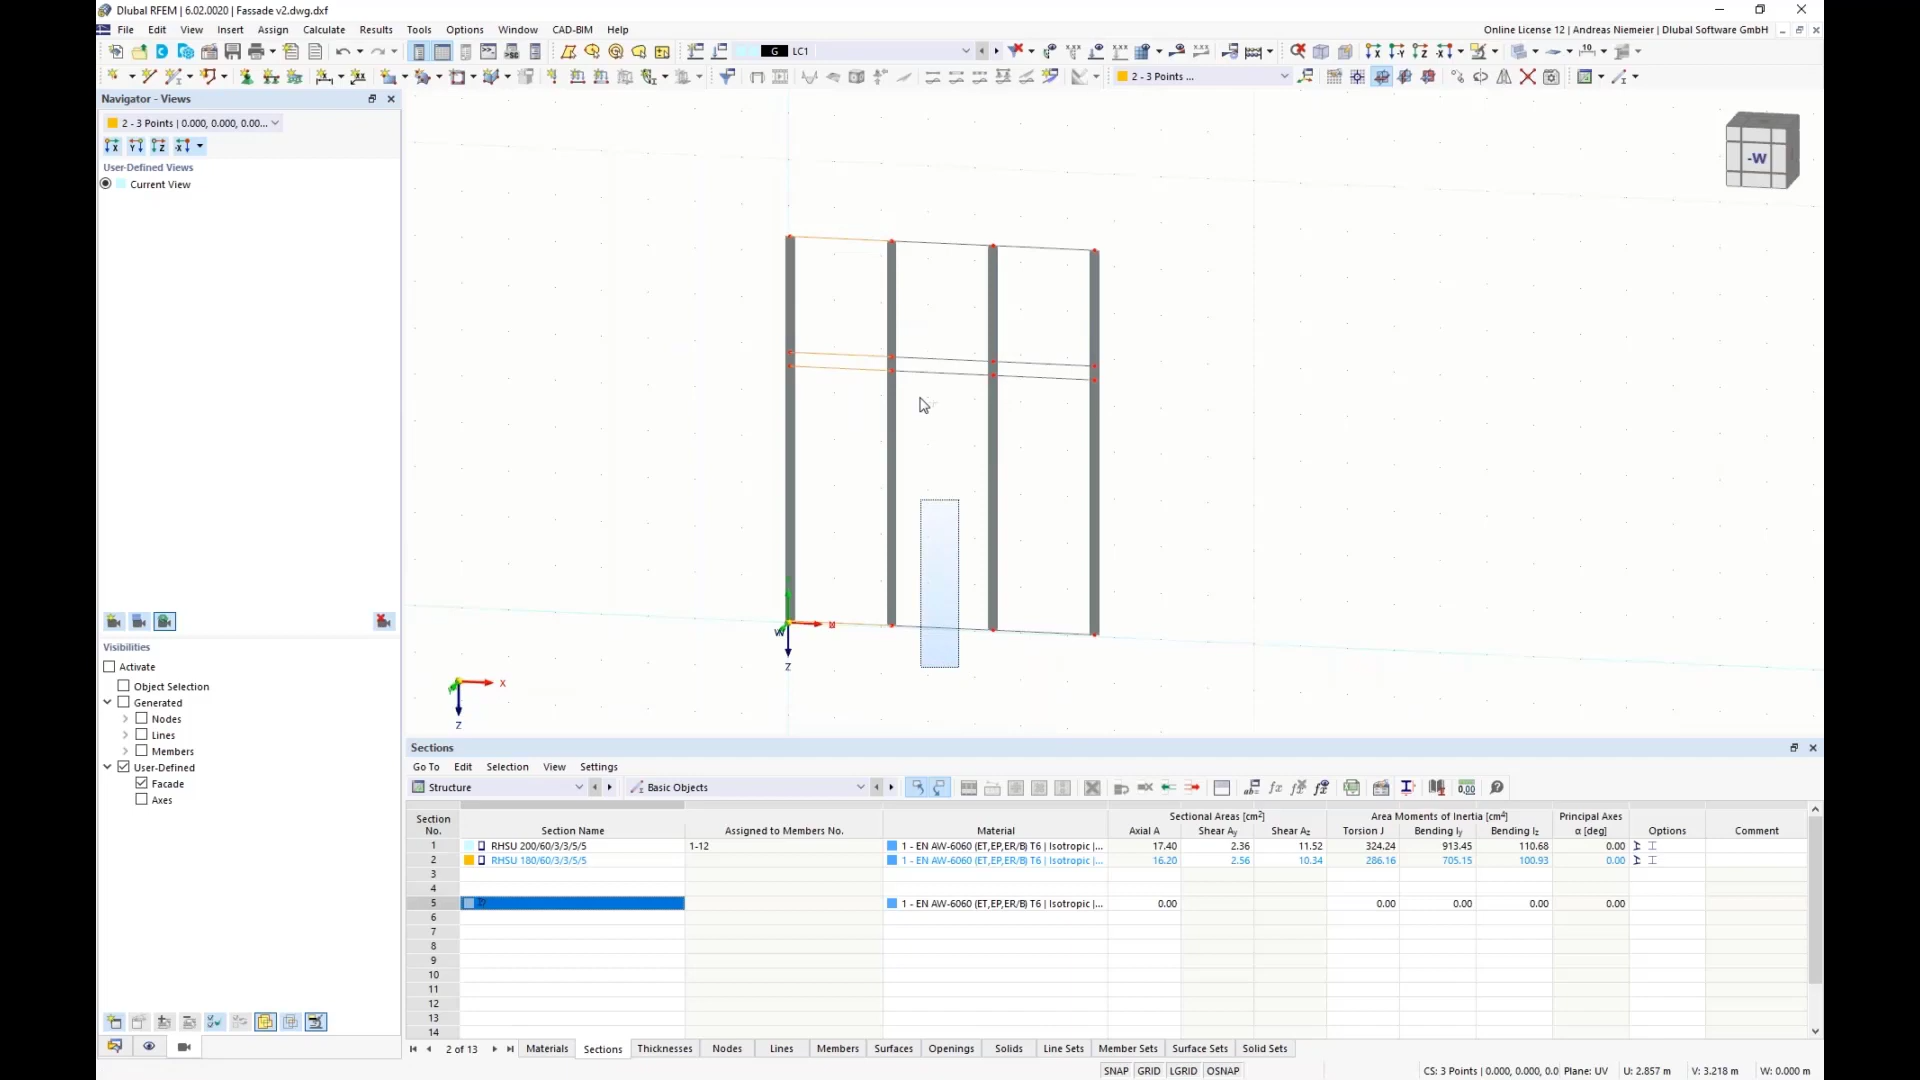 Dlubal RFEM | 6.02.0020 | Fassade v2.dwg.dxf
File Edit View Insert Assign Calculate Results Tools Options Window CAD-BIM Help
Online License 12 | Andreas Niemeier | Dlubal Software GmbH
G LC1
2 - 3 Points ...
Navigator - Views
2 - 3 Points | 0.000, 0.000, 0.00...
User-Defined Views
Current View
-W
W
Z
X
Z
Visibilities
Activate
Object Selection
Generated
Nodes
Lines
Members
User-Defined
Facade
Axes
Sections
Go To Edit Selection View Settings
Structure
Basic Objects
Section No. Section Name Assigned to Members No. Material
Sectional Areas [cm²]
Axial A Shear Ay Shear Az
Area Moments of Inertia [cm⁴]
Torsion J Bending Iy Bending Iz
Principal Axes
α [deg]
Options
Comment
1 RHSU 200/60/3/3/5/5 1-12 1 - EN AW-6060 (ET,EP,ER/B) T6 | Isotropic |... 17.40 2.36 11.52 324.24 913.45 110.68 0.00
2 RHSU 180/60/3/3/5/5 1 - EN AW-6060 (ET,EP,ER/B) T6 | Isotropic |... 16.20 2.56 10.34 286.16 705.15 100.93 0.00
3
4
5 1 - EN AW-6060 (ET,EP,ER/B) T6 | Isotropic |... 0.00 0.00 0.00 0.00 0.00
6
7
8
9
10
11
12
13
14
2 of 13 Materials Sections Thicknesses Nodes Lines Members Surfaces Openings Solids Line Sets Member Sets Surface Sets Solid Sets
SNAP GRID LGRID OSNAP
CS: 3 Points | 0.000, 0.000, 0.0 Plane: UV U: 2.857 m V: 3.218 m W: 0.000 m